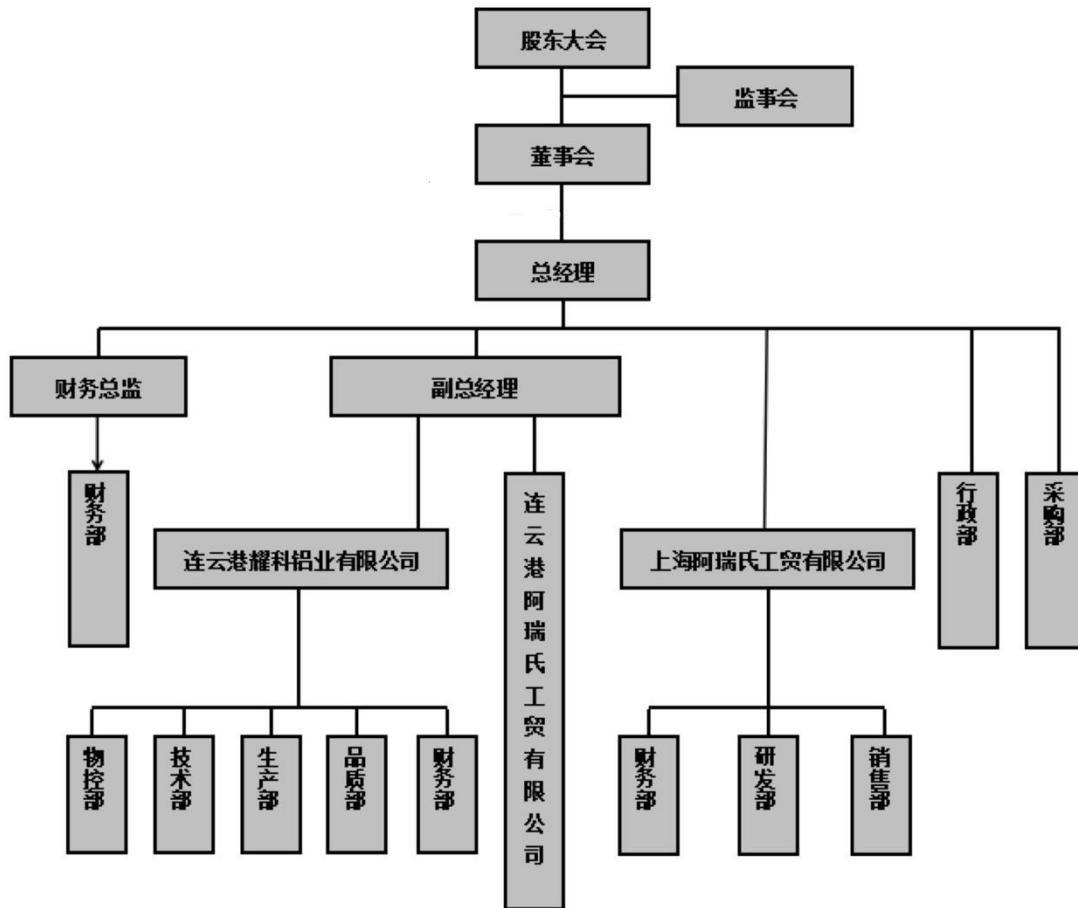 股东大会
监事会
董事会
总经理
财务总监
副总经理
财务部
连云港耀科铝业有限公司
连云港阿瑞氏工贸有限公司
上海阿瑞氏工贸有限公司
行政部
采购部
物控部
技术部
生产部
品质部
财务部
财务部
研发部
销售部